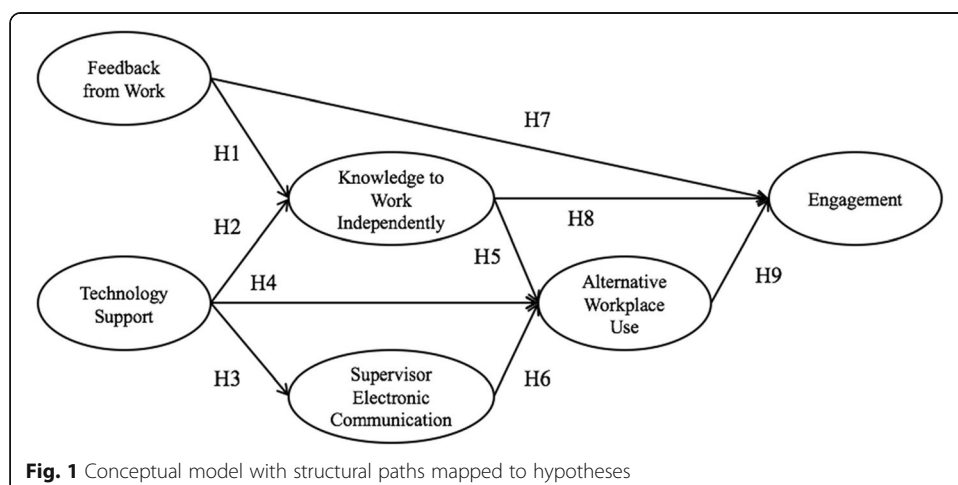 Feedback
from Work
H7
H1
Knowledge to
Work
Independently
Engagement
H2
H8
H5
H4
H9
Technology
Support
Alternative
Workplace
Use
H3
H6
Supervisor
Electronic
Communication
Fig. 1 Conceptual model with structural paths mapped to hypotheses